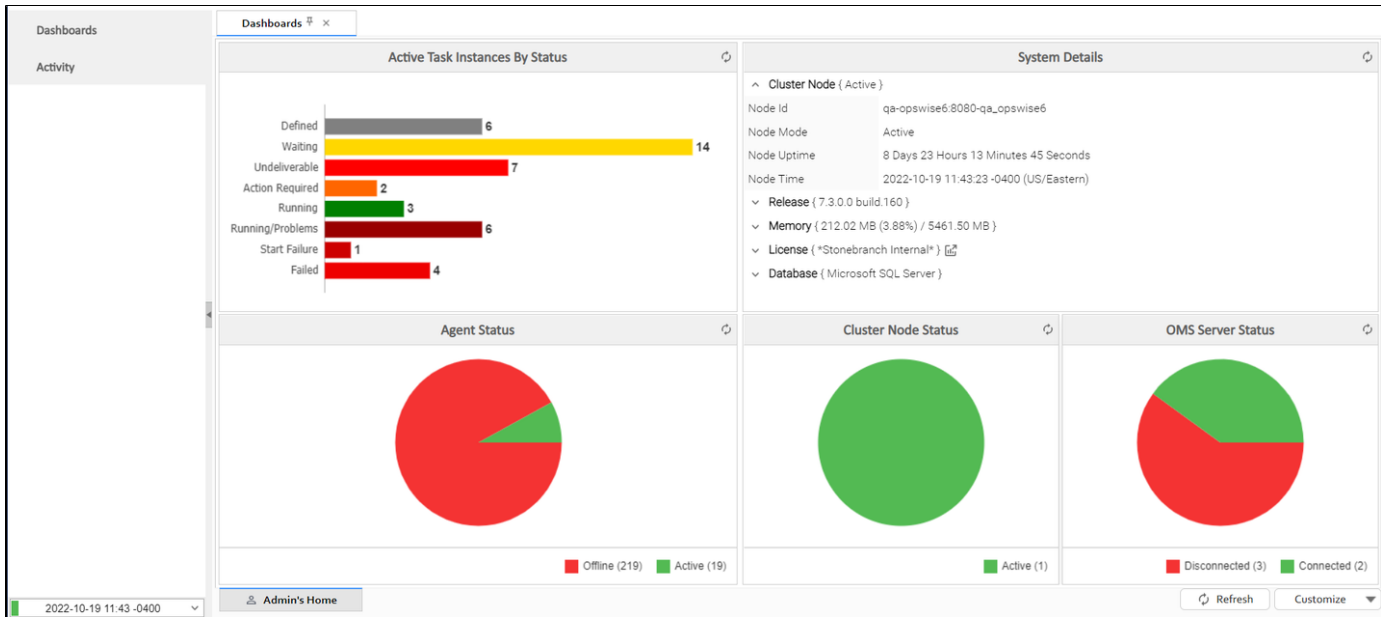 Dashboards
Activity
Dashboards
Active Task Instances By Status
Defined 6
Waiting 14
Undeliverable 7
Action Required 2
Running 3
Running/Problems 6
Start Failure 1
Failed 4
System Details
Cluster Node { Active }
Node Id qa-opswise6:8080-qa_opswise6
Node Mode Active
Node Uptime 8 Days 23 Hours 13 Minutes 45 Seconds
Node Time 2022-10-19 11:43:23 -0400 (US/Eastern)
Release { 7.3.0.0 build.160 }
Memory { 212.02 MB (3.88%) / 5461.50 MB }
License { *Stonebranch Internal* }
Database { Microsoft SQL Server }
Agent Status
Offline (219) Active (19)
Cluster Node Status
Active (1)
OMS Server Status
Disconnected (3) Connected (2)
2022-10-19 11:43 -0400
Admin's Home
Refresh
Customize